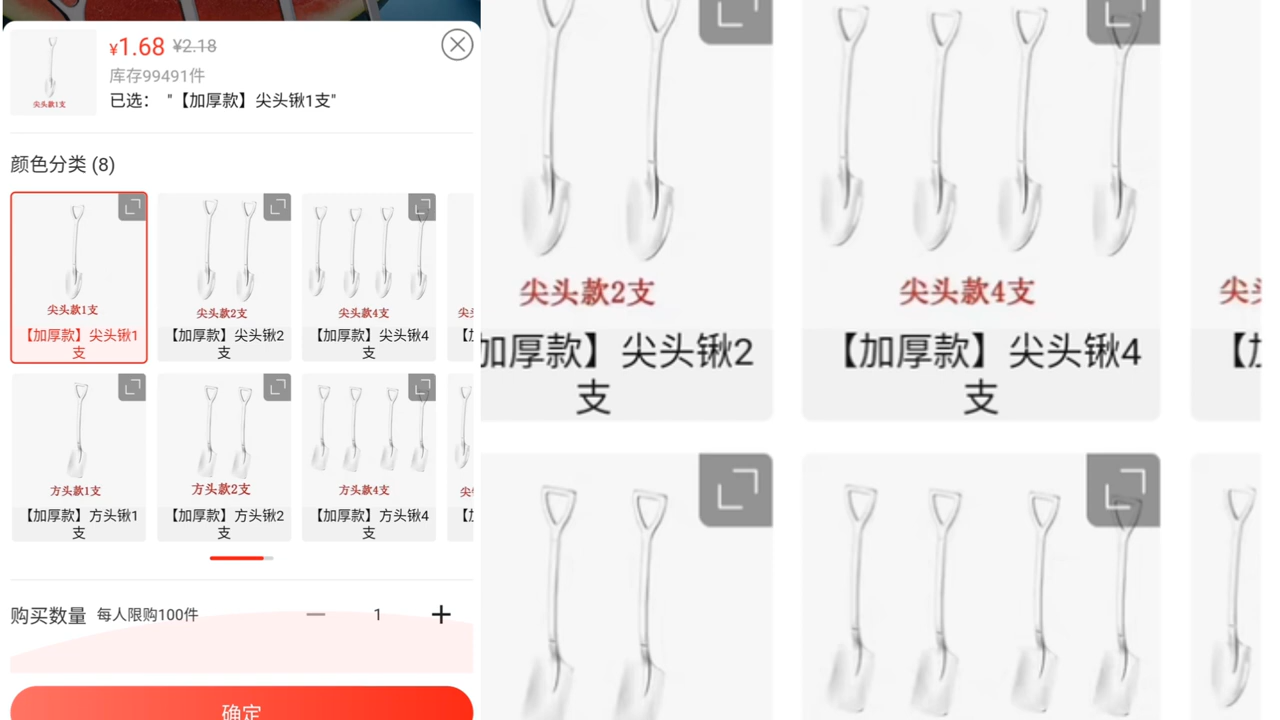 ¥1.68 ¥2.18
库存99491件
已选： "【加厚款】尖头锹1支"
尖头款1支
颜色分类 (8)
尖头款1支
【加厚款】尖头锹1
支
尖头款2支
【加厚款】尖头锹2
支
尖头款4支
【加厚款】尖头锹4
支
尖
【加
方头款1支
【加厚款】方头锹1
支
方头款2支
【加厚款】方头锹2
支
方头款4支
【加厚款】方头锹4
支
尖
【加
购买数量 每人限购100件 — 1 +
确定
尖头款2支
加厚款】尖头锹2
支
尖头款4支
【加厚款】尖头锹4
支
尖
【加